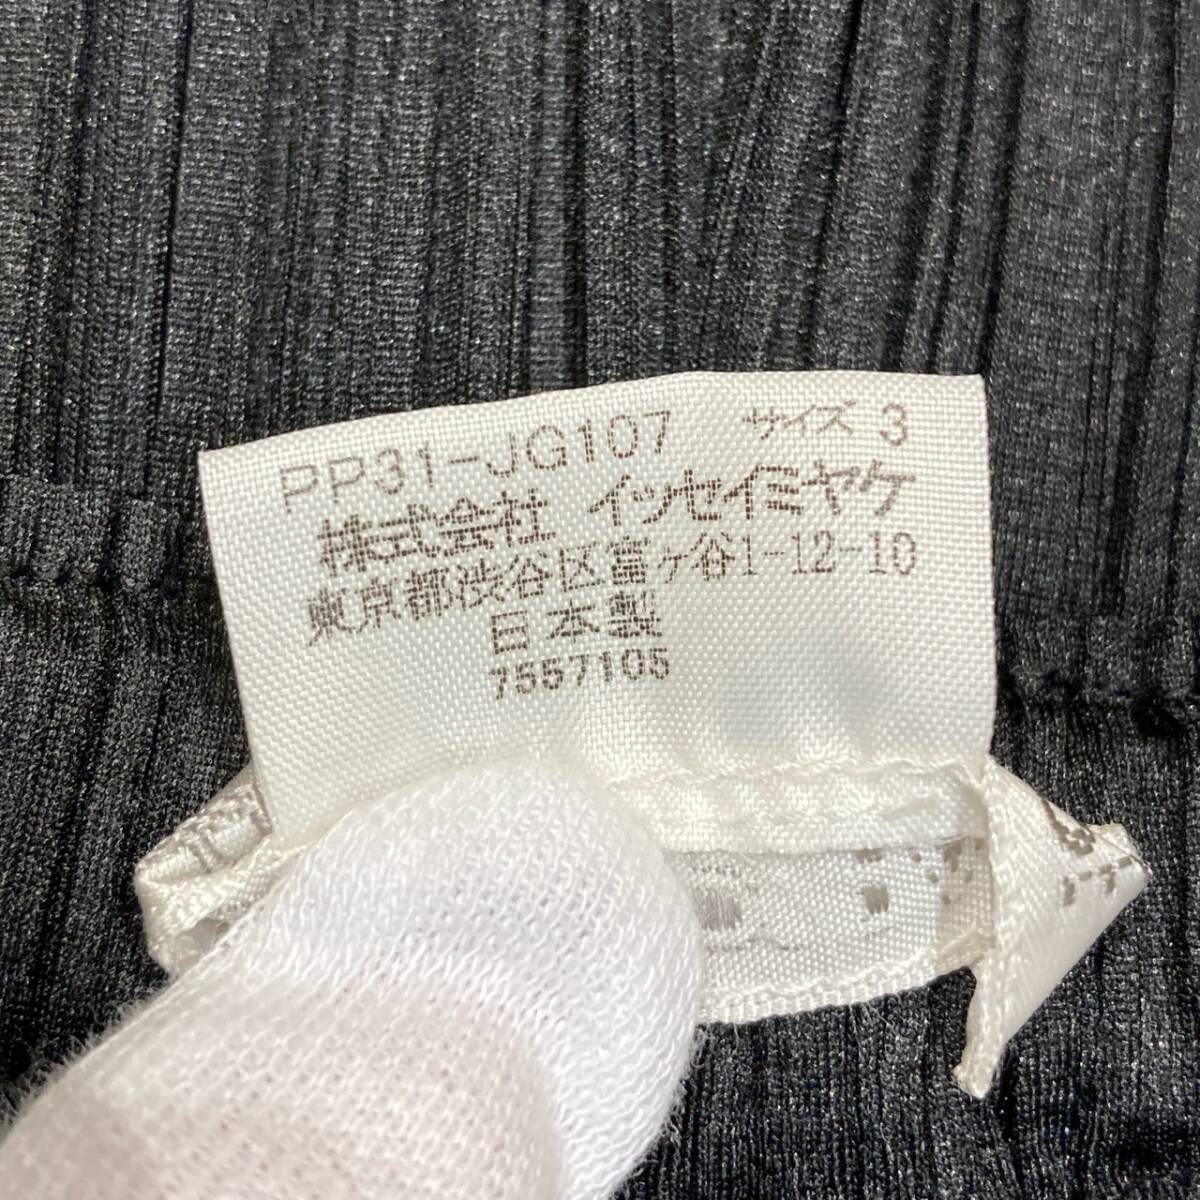 PP31-JG107 サイズ 3
株式会社 イッセイミヤケ
東京都渋谷区富ヶ谷1-12-10
日本製
7557105